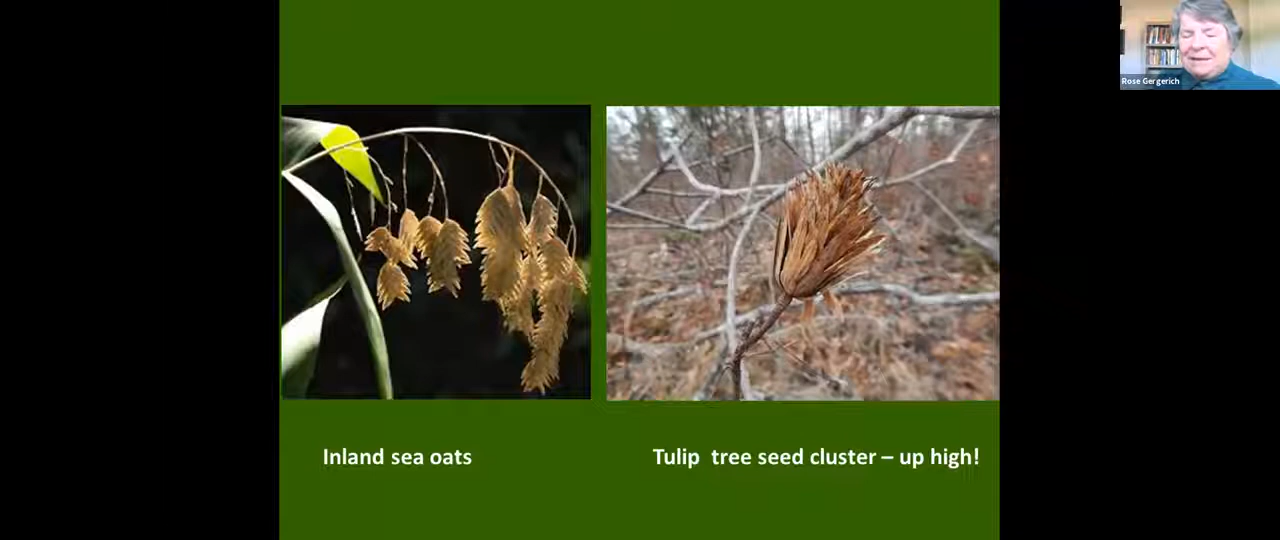 Rose Gergerich
Inland sea oats
Tulip  tree seed cluster – up high!